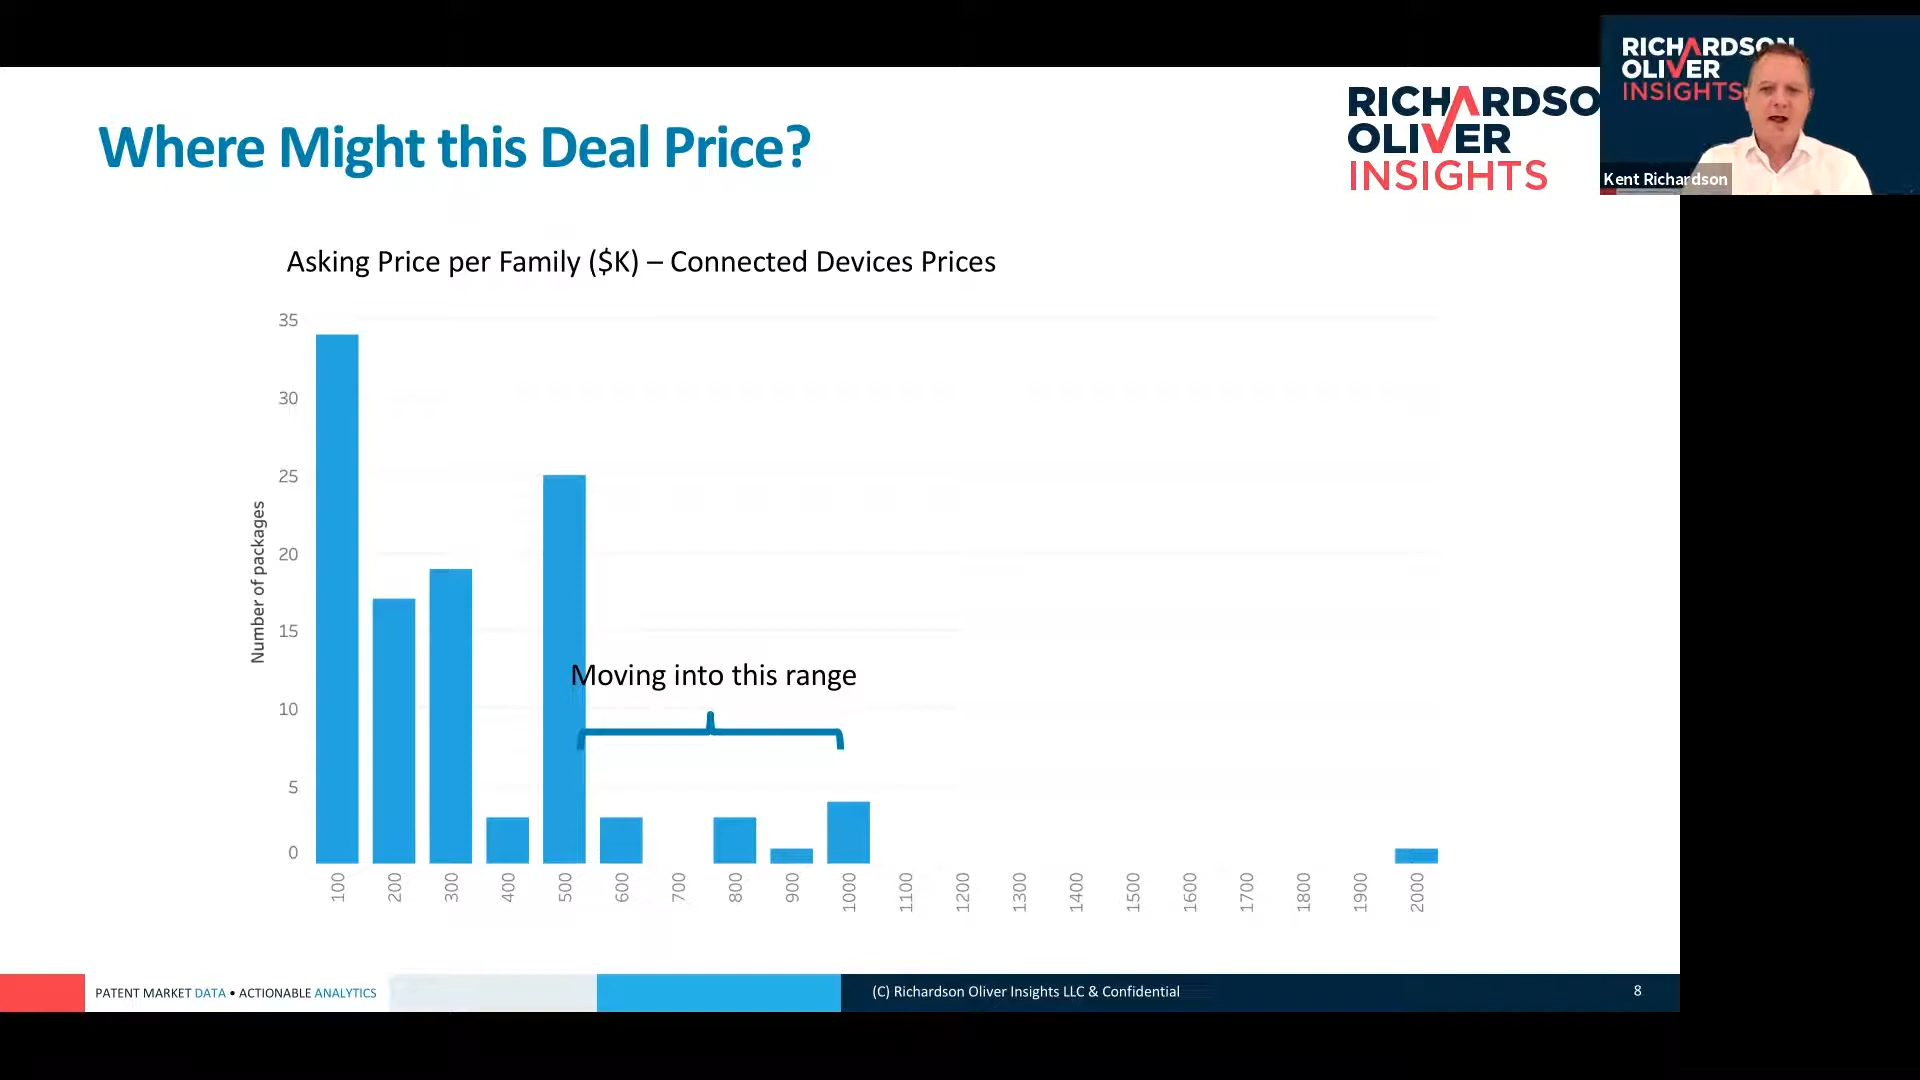 Where Might this Deal Price?
RICHARDSO
OLIVER
INSIGHTS
RICHARDSON
OLIVER
INSIGHTS
Kent Richardson
Asking Price per Family ($K) – Connected Devices Prices
Number of packages
35
30
25
20
15
10
5
0
Moving into this range
100
200
300
400
500
600
700
800
900
1000
1100
1200
1300
1400
1500
1600
1700
1800
1900
2000
PATENT MARKET DATA • ACTIONABLE ANALYTICS
(C) Richardson Oliver Insights LLC & Confidential
8